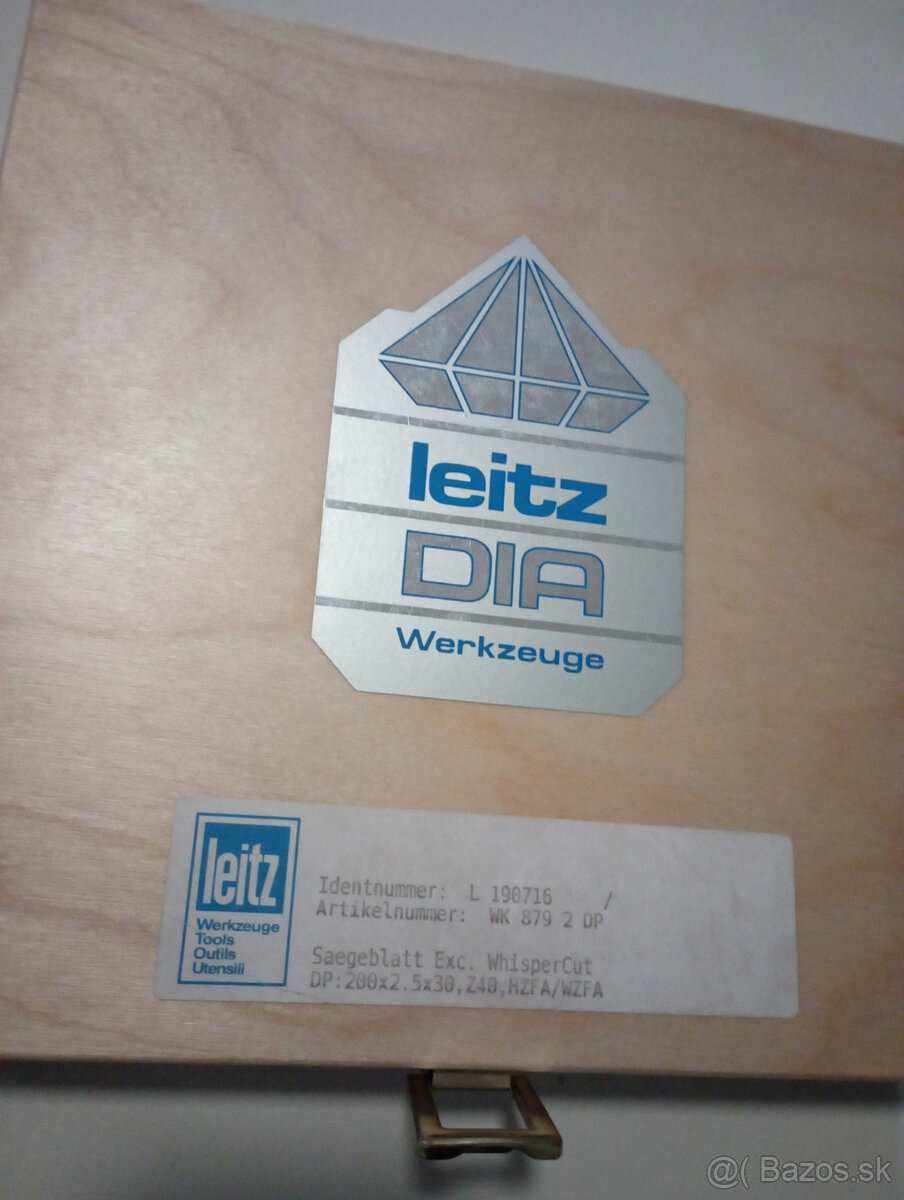 leitz
DIA
Werkzeuge
leitz
Werkzeuge
Tools
Outils
Utensili
Identnummer: L 190716 /
Artikelnummer: WK 879 2 DP
Saegeblatt Exc. WhisperCut
DP:200x2.5x30,Z40,HZFA/WZFA
@( Bazos.sk